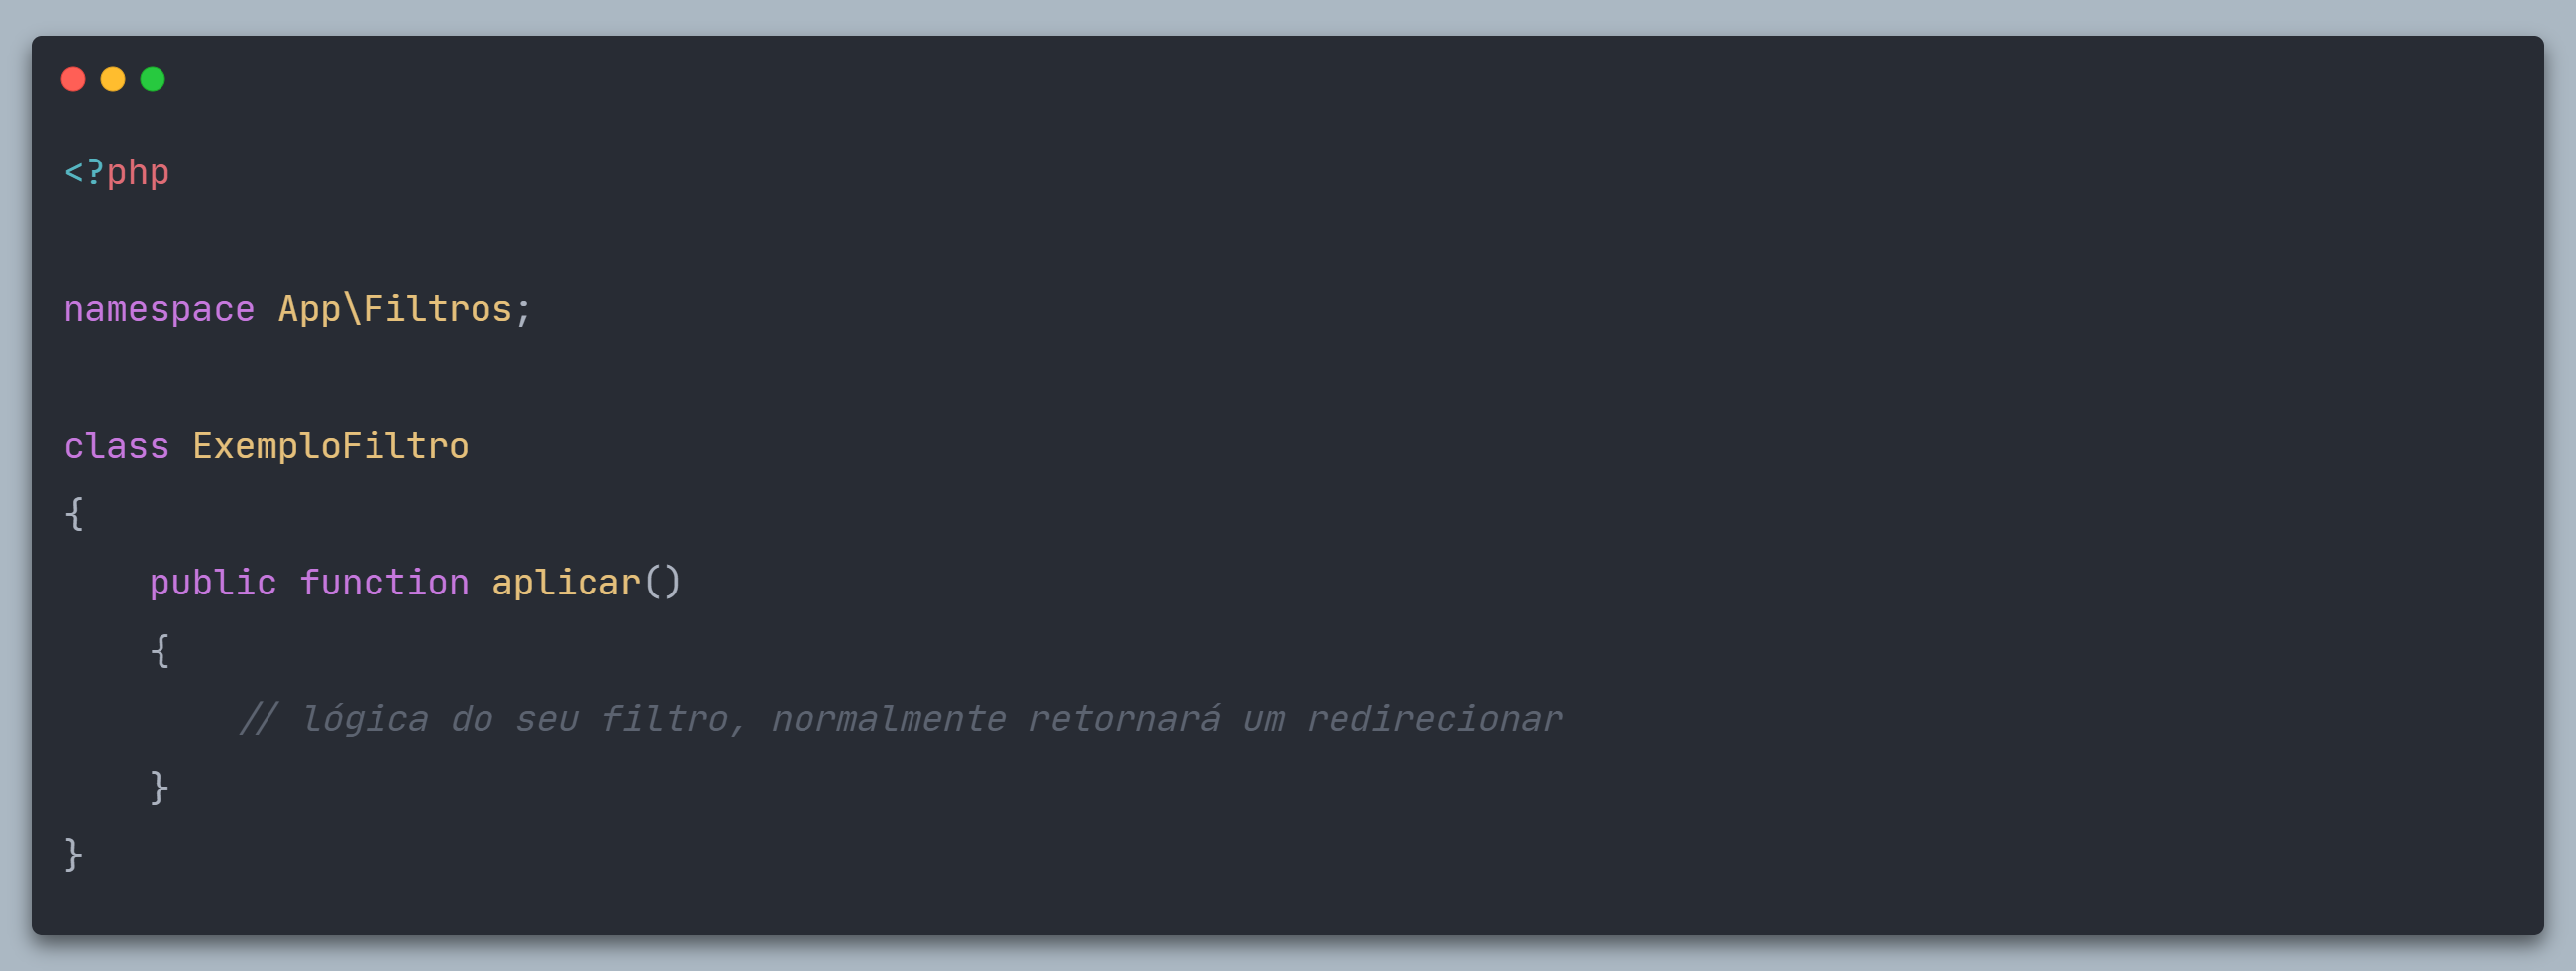 <?php
namespace App\Filtros;
class ExemploFiltro
{
    public function aplicar()
    {
        // lógica do seu filtro, normalmente retornará um redirecionar
    }
}